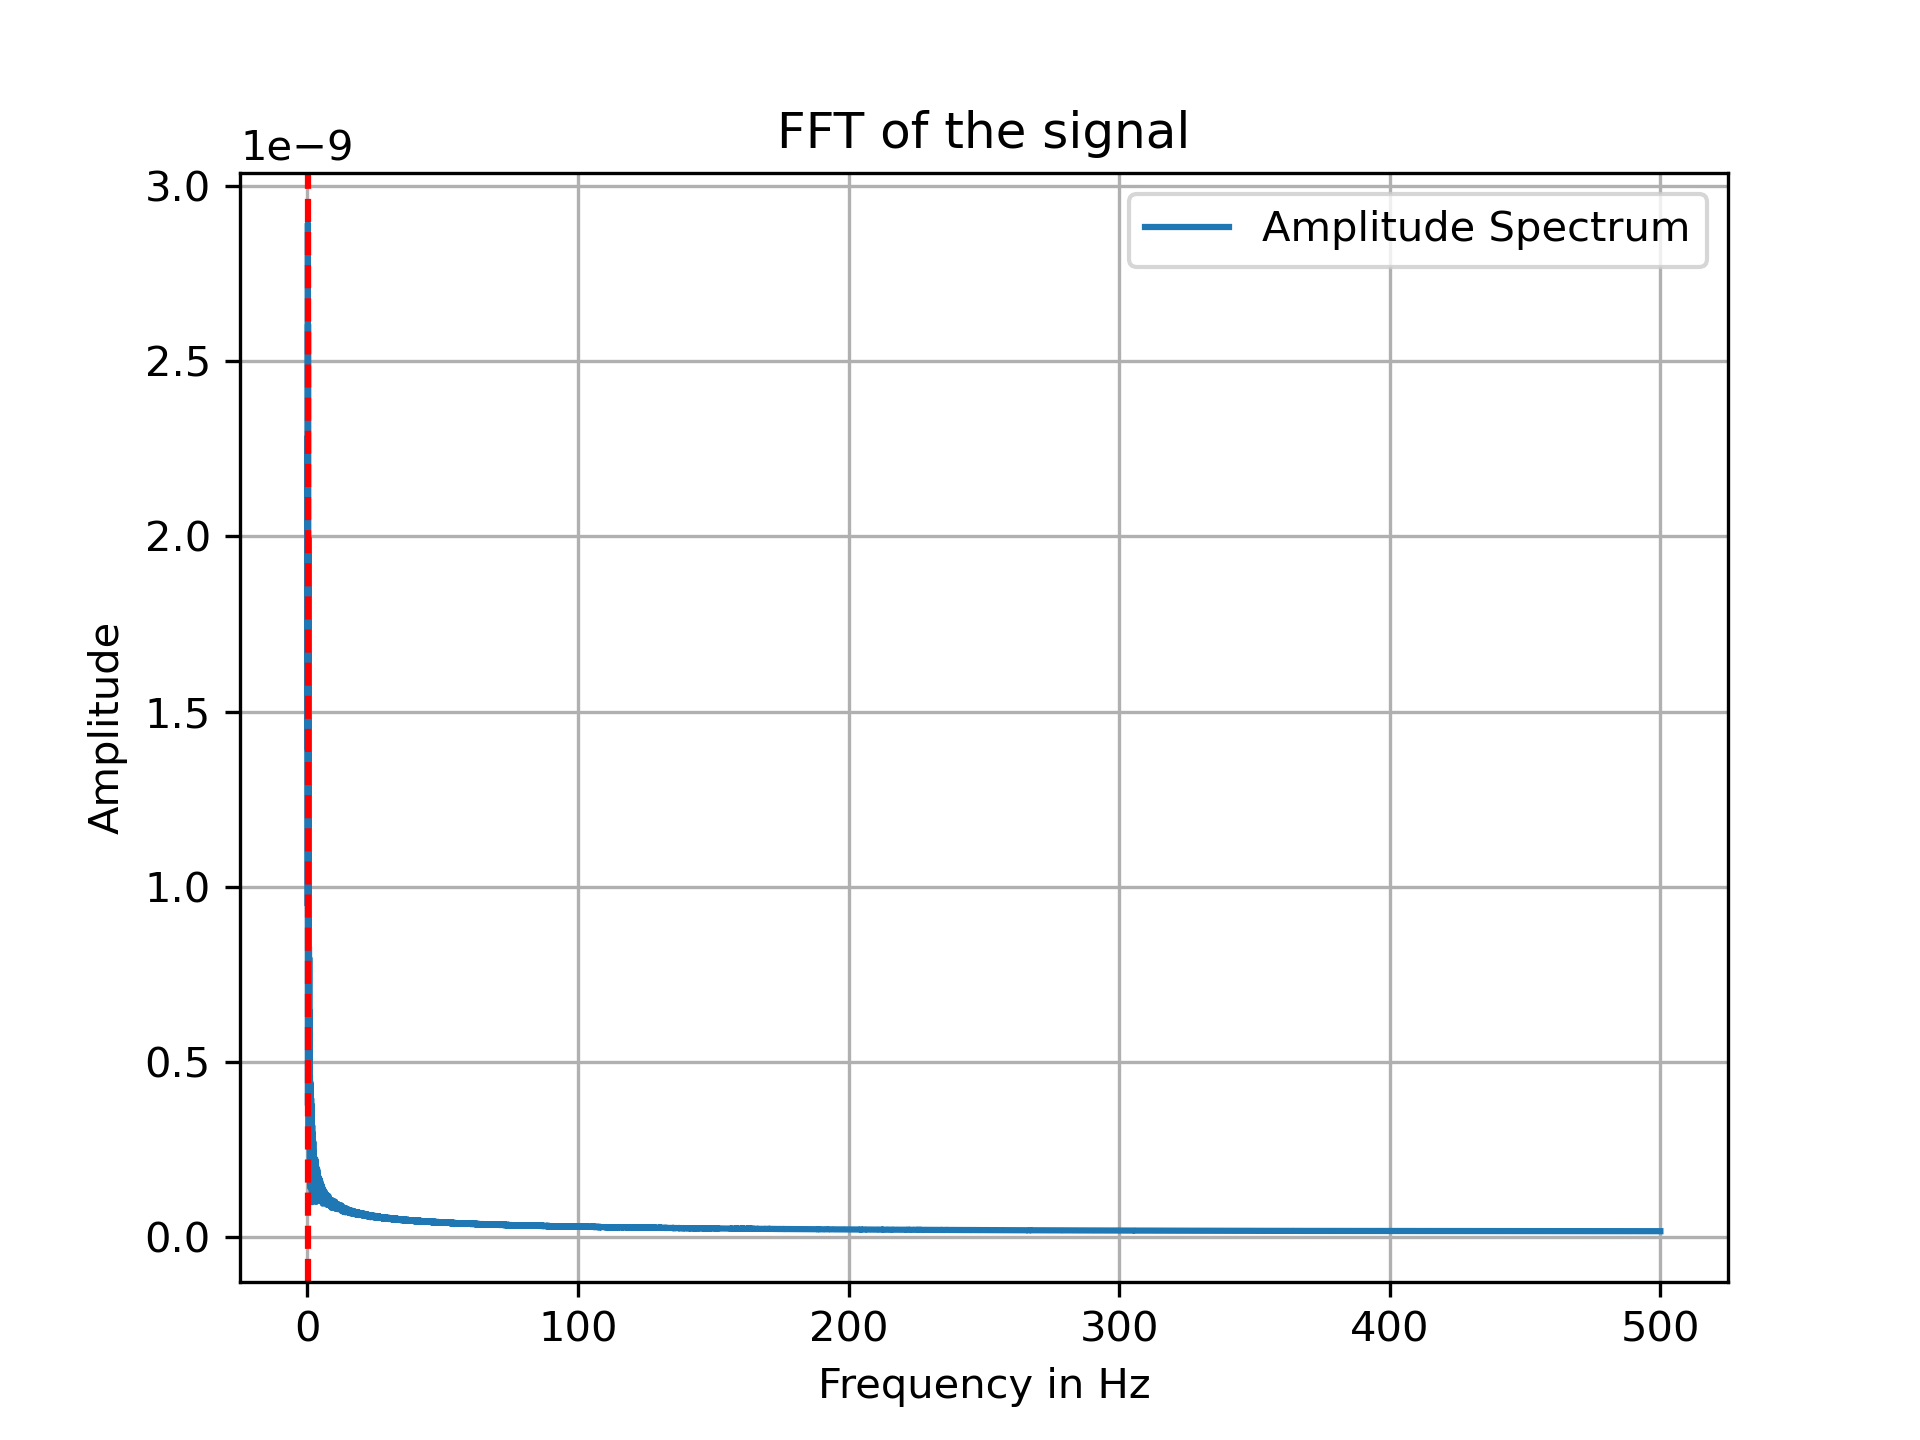 FFT of the signal
1e−9
Amplitude Spectrum
3.0
2.5
2.0
1.5
1.0
0.5
0.0
Amplitude
0 100 200 300 400 500
Frequency in Hz